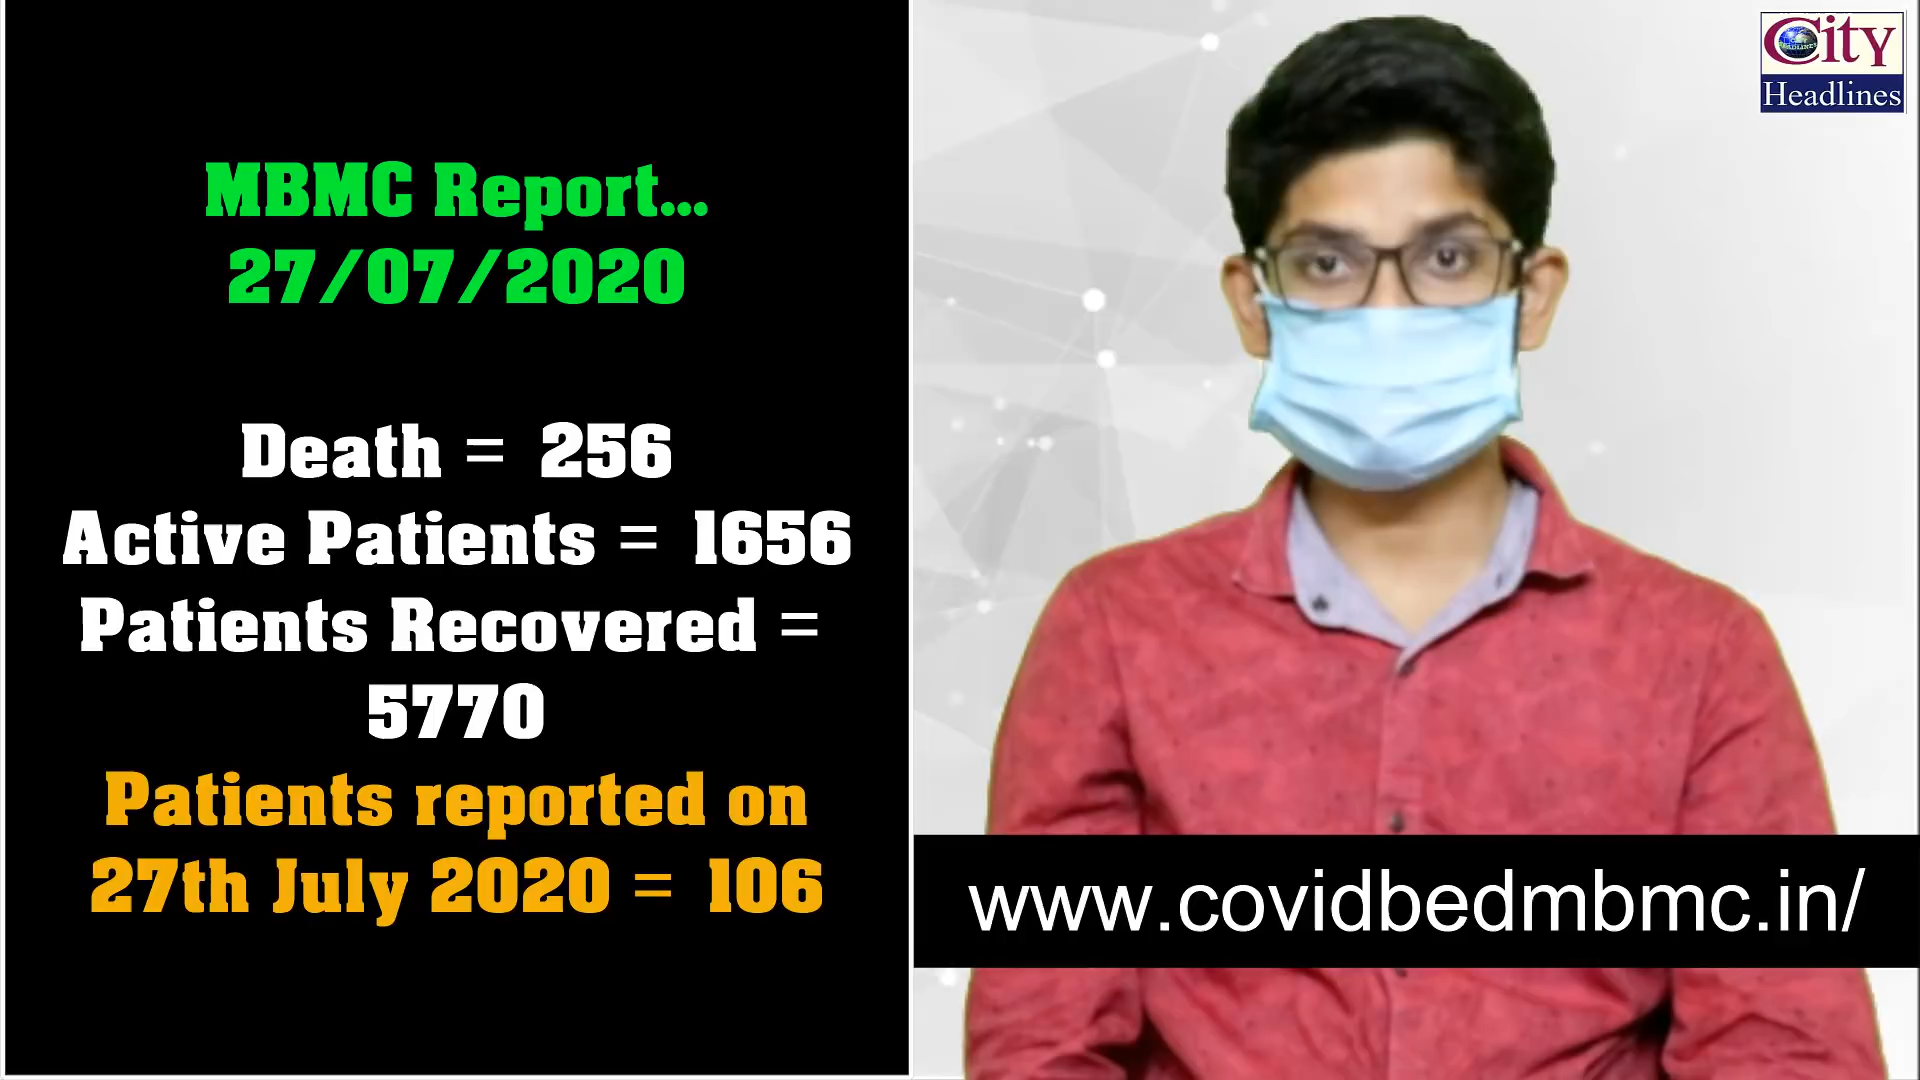 MBMC Report...
27/07/2020
Death = 256
Active Patients = 1656
Patients Recovered =
5770
Patients reported on
27th July 2020 = 106
City
Headlines
www.covidbedmbmc.in/